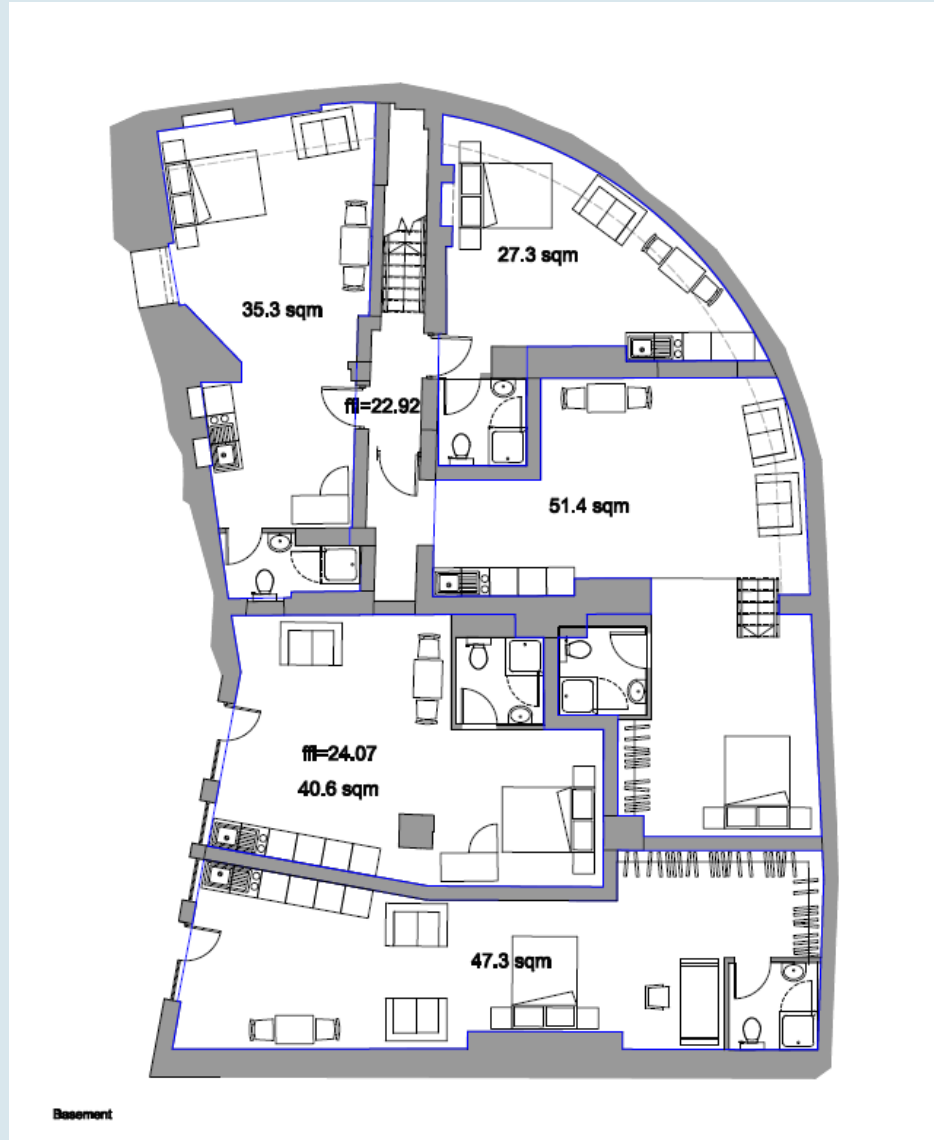 27.3 sqm
35.3 sqm
ffl=22.92
51.4 sqm
ffl=24.07
40.6 sqm
47.3 sqm
Basement